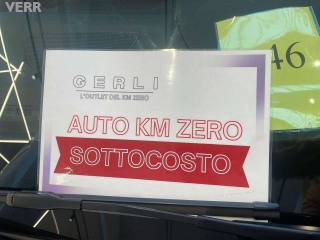 VERR
46
GERLI
L'OUTLET DEL KM ZERO
AUTO KM ZERO
SOTTOCOSTO